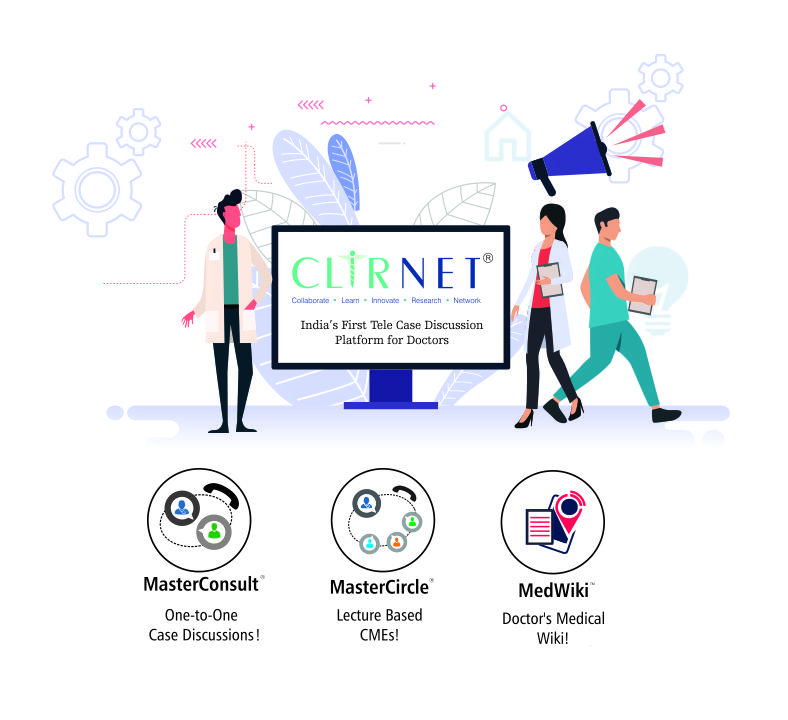 CLIRNET®
Collaborate • Learn • Innovate • Research • Network
India's First Tele Case Discussion
Platform for Doctors
MasterConsult®
One-to-One
Case Discussions!
MasterCircle®
Lecture Based
CMEs!
MedWiki™
Doctor's Medical
Wiki!